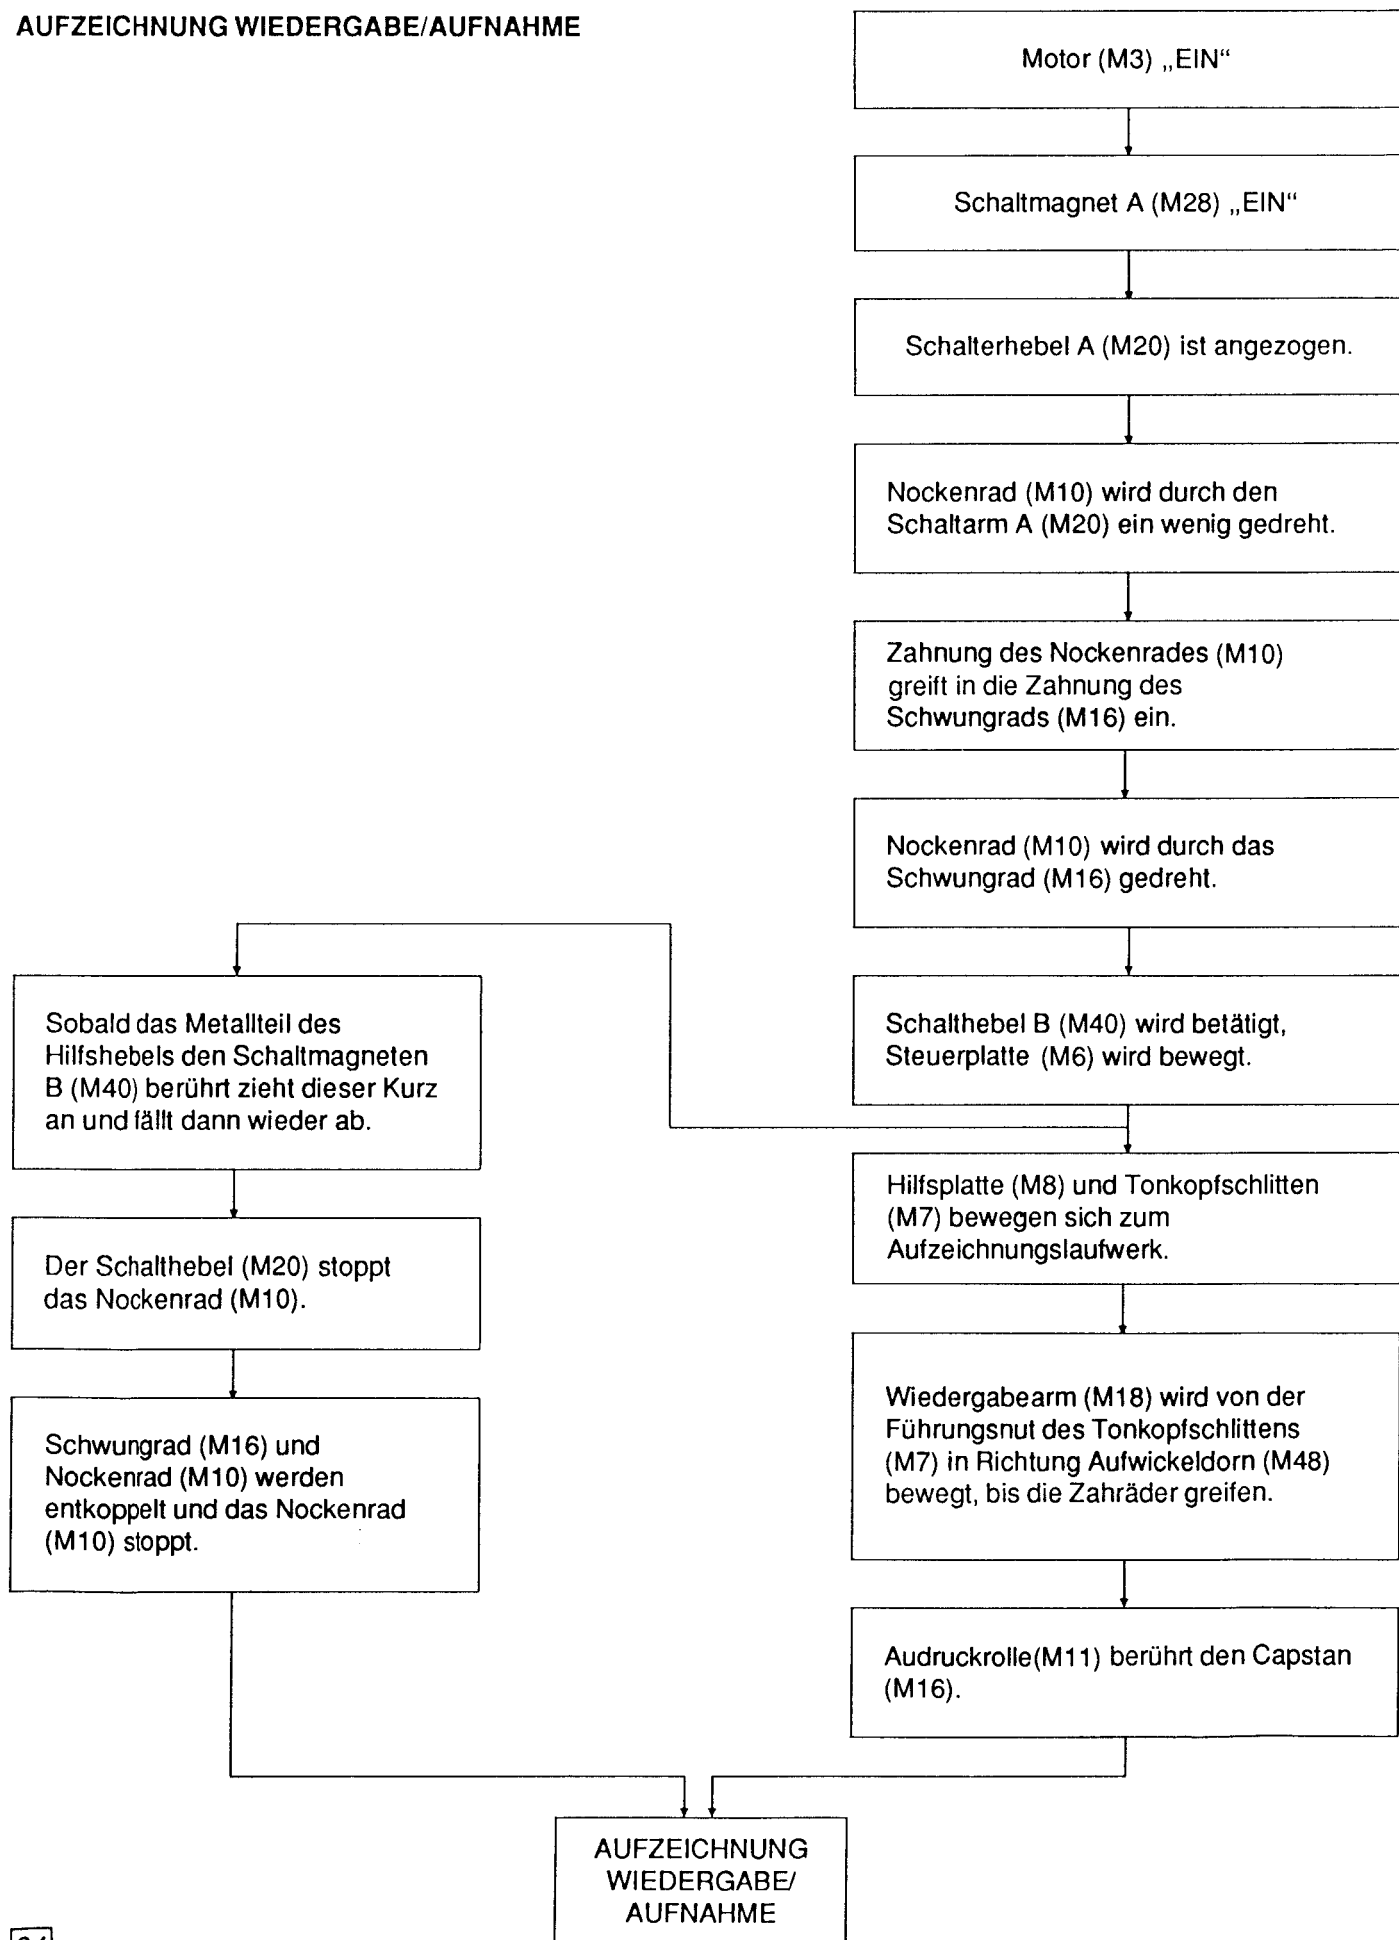 AUFZEICHNUNG WIEDERGABE/AUFNAHME
Motor (M3) „EIN“
Schaltmagnet A (M28) „EIN“
Schalterhebel A (M20) ist angezogen.
Nockenrad (M10) wird durch den
Schaltarm A (M20) ein wenig gedreht.
Zahnung des Nockenrades (M10)
greift in die Zahnung des
Schwungrads (M16) ein.
Nockenrad (M10) wird durch das
Schwungrad (M16) gedreht.
Schalthebel B (M40) wird betätigt,
Steuerplatte (M6) wird bewegt.
Sobald das Metallteil des
Hilfshebels den Schaltmagneten
B (M40) berührt zieht dieser Kurz
an und fällt dann wieder ab.
Der Schalthebel (M20) stoppt
das Nockenrad (M10).
Schwungrad (M16) und
Nockenrad (M10) werden
entkoppelt und das Nockenrad
(M10) stoppt.
Hilfsplatte (M8) und Tonkopfschlitten
(M7) bewegen sich zum
Aufzeichnungslaufwerk.
Wiedergabearm (M18) wird von der
Führungsnut des Tonkopfschlittens
(M7) in Richtung Aufwickeldorn (M48)
bewegt, bis die Zahräder greifen.
Audruckrolle(M11) berührt den Capstan
(M16).
AUFZEICHNUNG
WIEDERGABE/
AUFNAHME